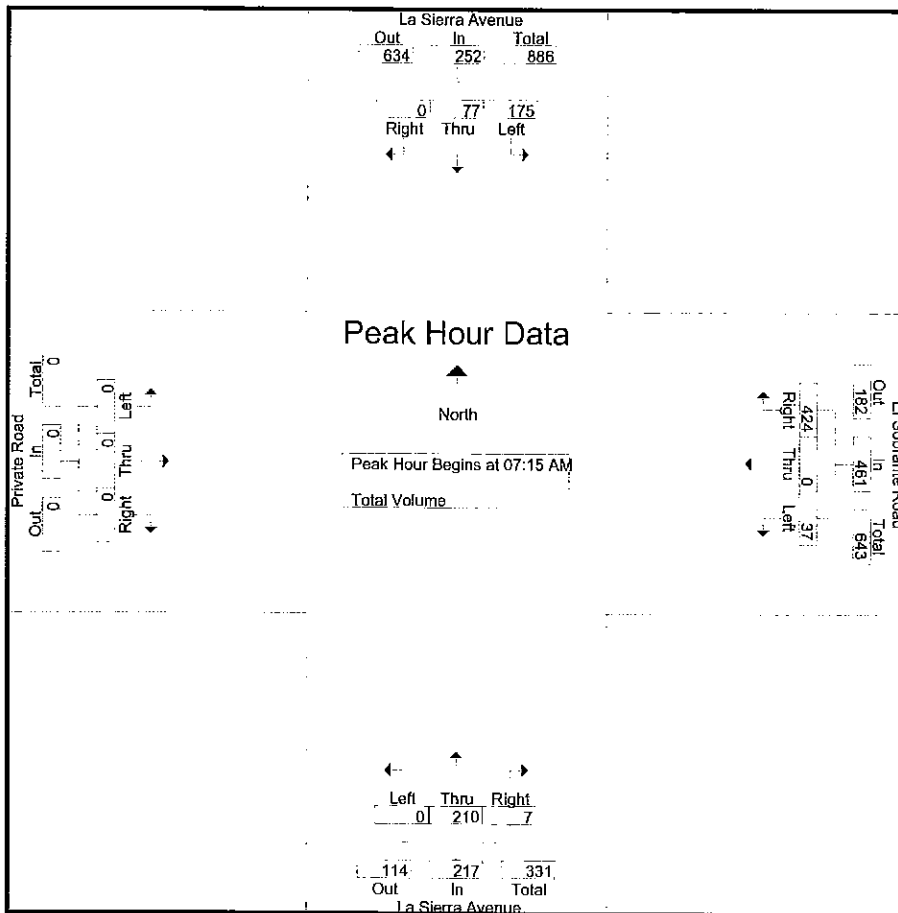 La Sierra Avenue
Out In Total
634 252 886
0 77 175
Right Thru Left
Peak Hour Data
North
Peak Hour Begins at 07:15 AM
Total Volume
Private Road
Out In Total
0 0 0
0 0 0
Right Thru Left
Right Thru Left
424 0 37
Out In Total
182 461 643
El Sobrante Road
Left Thru Right
0 210 7
114 217 331
Out In Total
La Sierra Avenue